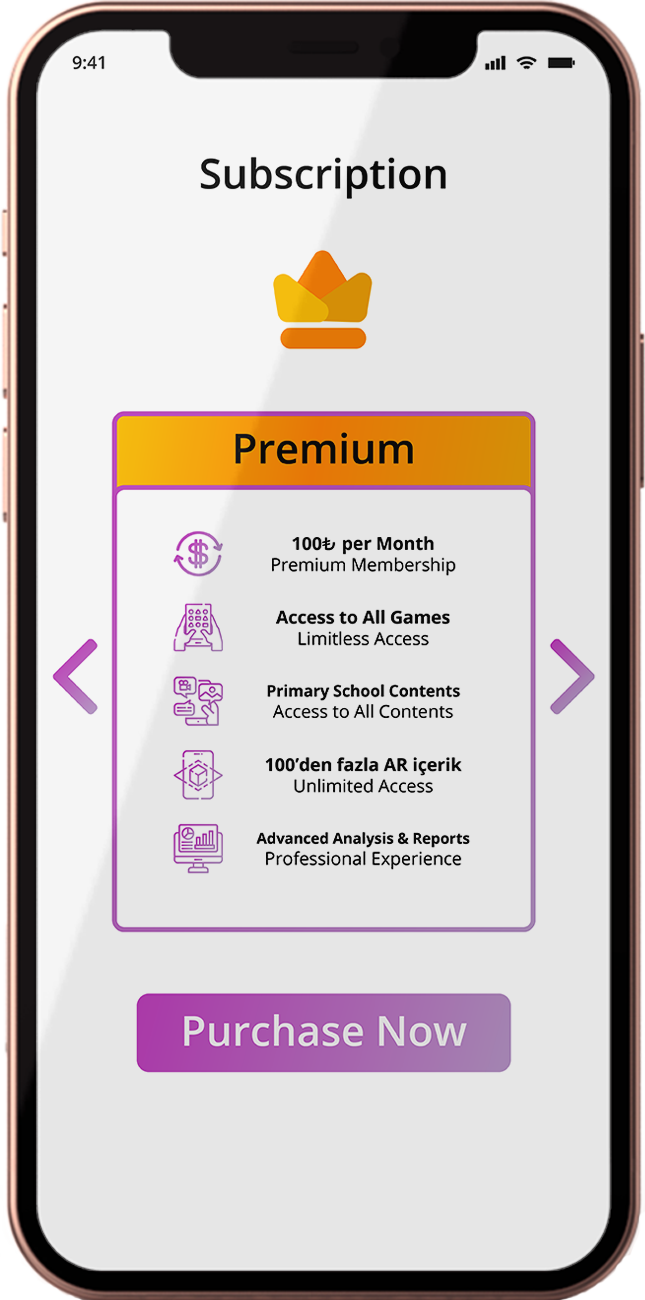 9:41
Subscription
Premium
100₺ per Month
Premium Membership
Access to All Games
Limitless Access
Primary School Contents
Access to All Contents
100’den fazla AR içerik
Unlimited Access
Advanced Analysis & Reports
Professional Experience
Purchase Now